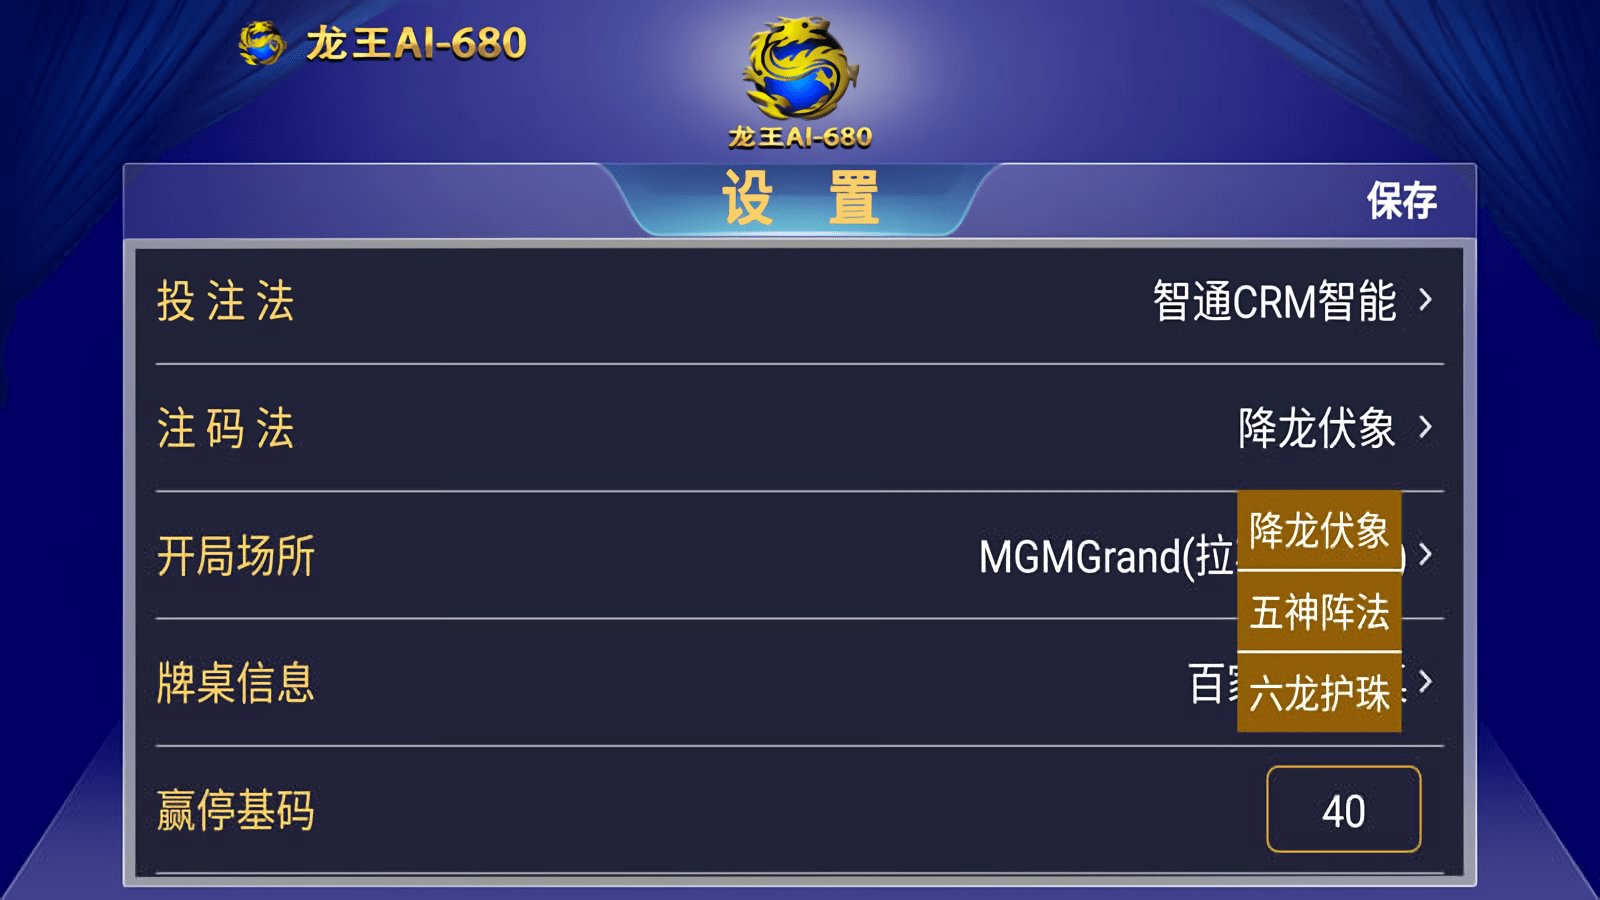 龙王AI-680
龙王AI-680
设 置
保存
投注法
智通CRM智能
注码法
降龙伏象
开局场所
MGMGrand(拉
降龙伏象
五神阵法
牌桌信息
百
六龙护珠
赢停基码
40